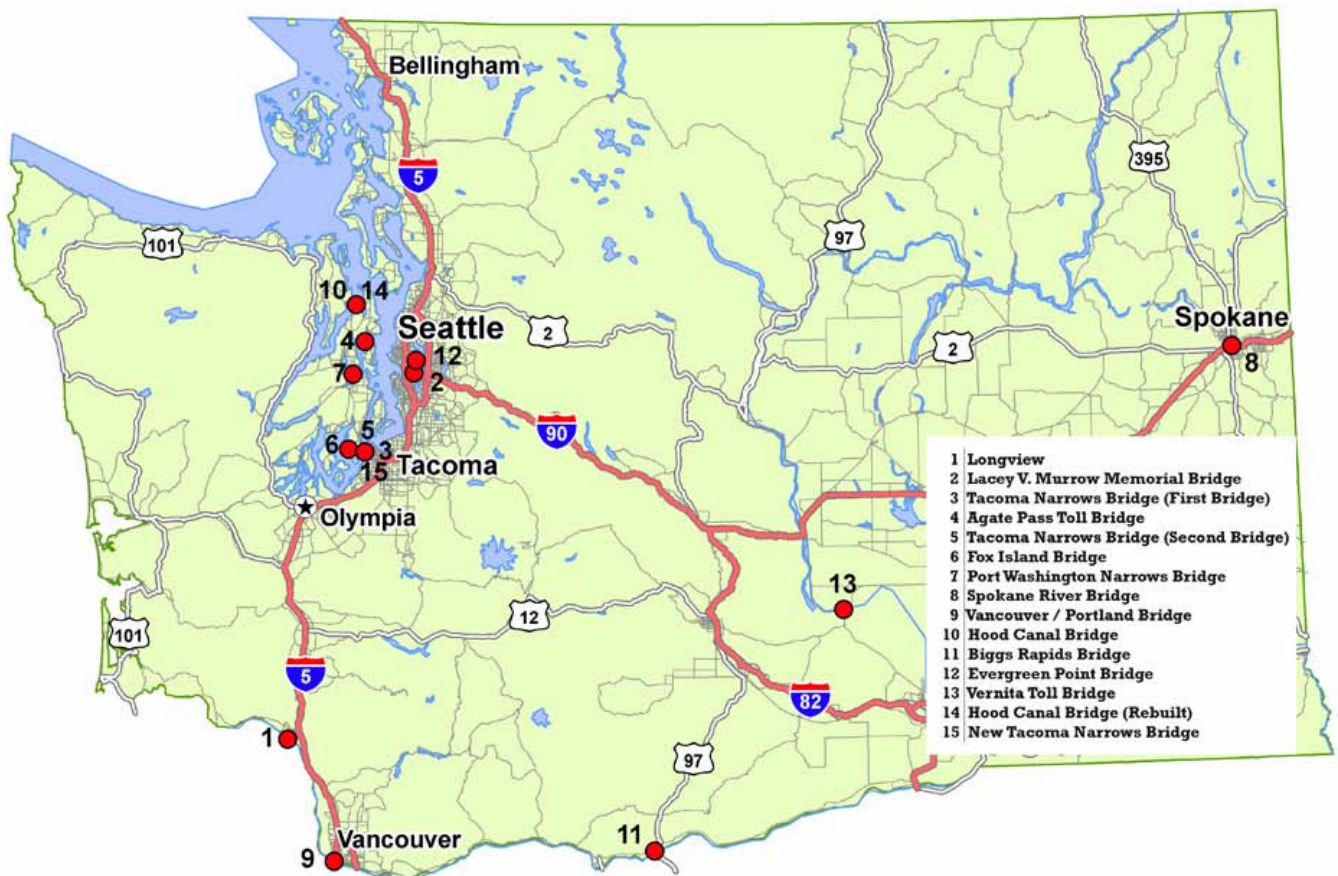 Bellingham
5
395
101
97
10 14
Seattle
Spokane
4
12
2
2
8
7
2
90
5
6
3
15
Tacoma
Olympia
1 Longview
2 Lacey V. Murrow Memorial Bridge
3 Tacoma Narrows Bridge (First Bridge)
4 Agate Pass Toll Bridge
5 Tacoma Narrows Bridge (Second Bridge)
6 Fox Island Bridge
7 Port Washington Narrows Bridge
8 Spokane River Bridge
9 Vancouver / Portland Bridge
10 Hood Canal Bridge
11 Biggs Rapids Bridge
12 Evergreen Point Bridge
13 Vernita Toll Bridge
14 Hood Canal Bridge (Rebuilt)
15 New Tacoma Narrows Bridge
13
12
101
5
82
1
97
Vancouver
11
9